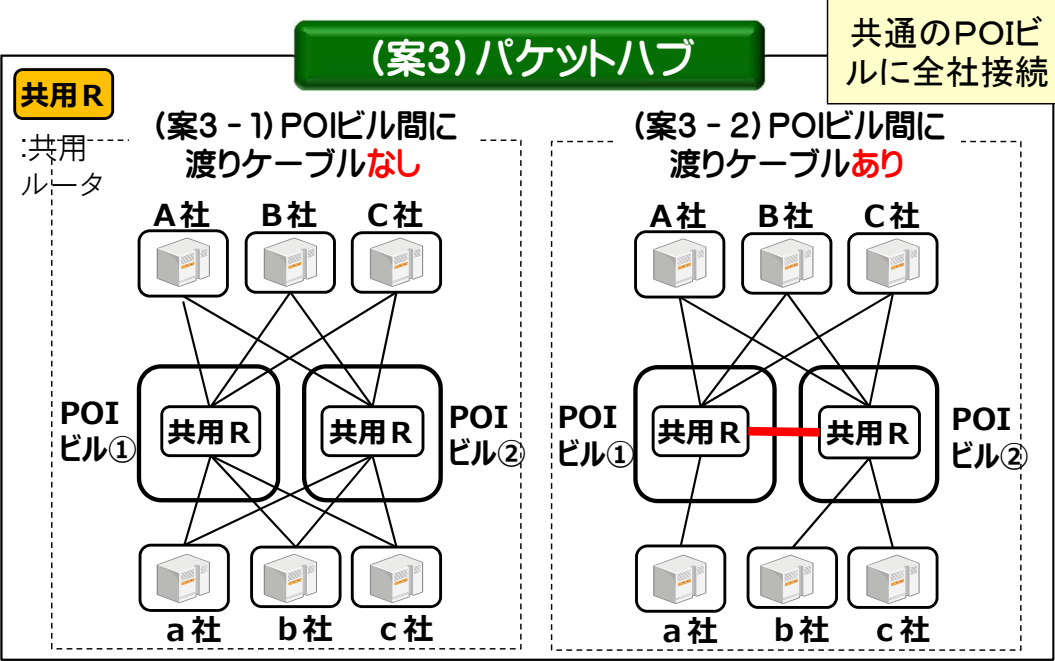 (案3)パケットハブ
共通のPOIビ
ルに全社接続
共用R
:共用
ルータ
(案3-1)POIビル間に
渡りケーブルなし
A社 B社 C社
POI
ビル①
共用R
共用R
POI
ビル②
a社 b社 c社
(案3-2)POIビル間に
渡りケーブルあり
A社 B社 C社
POI
ビル①
共用R
共用R
POI
ビル②
a社 b社 c社